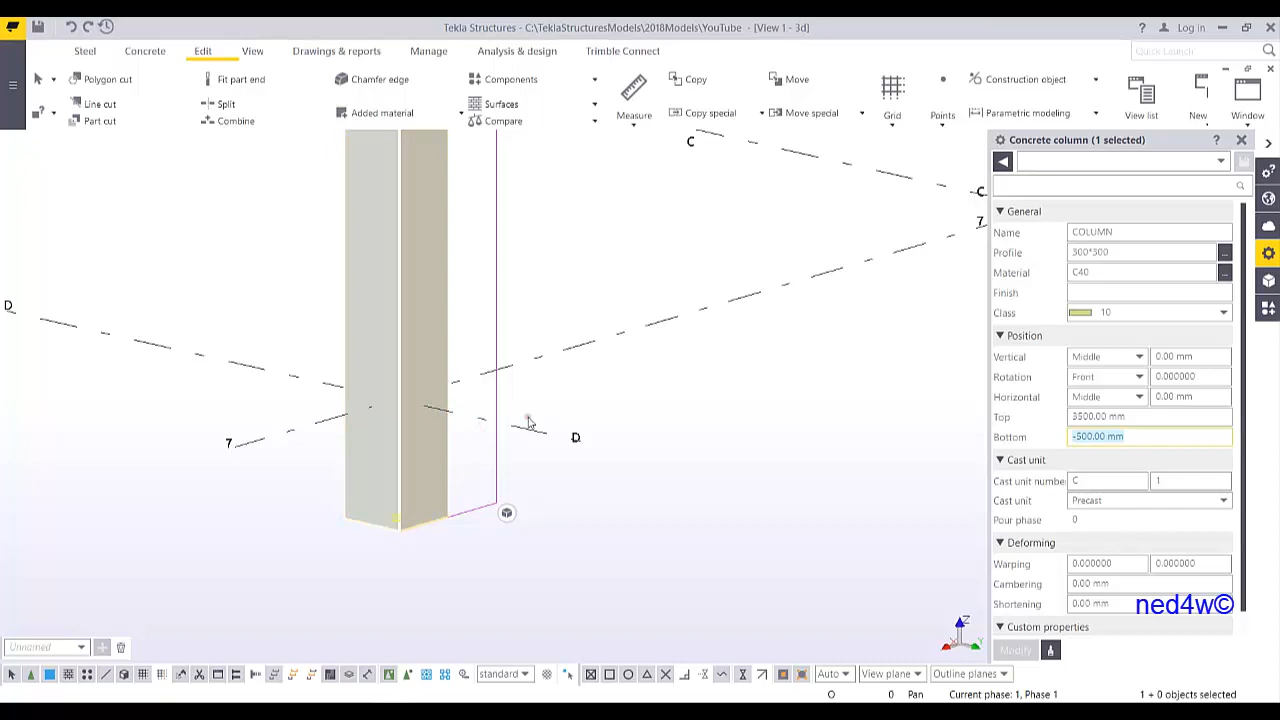 Tekla Structures - C:\TeklaStructuresModels\2018Models\YouTube - [View 1 - 3d]
? Log in
Steel Concrete Edit View Drawings & reports Manage Analysis & design Trimble Connect
Quick Launch
Polygon cut
Line cut
Part cut
Fit part end
Split
Combine
Chamfer edge
Added material
Components
Surfaces
Compare
Measure
Copy
Copy special
Move
Move special
Grid
Points
Construction object
Parametric modeling
View list
New
Window
Concrete column (1 selected) ?
General
Name COLUMN
Profile 300*300 ...
Material C40 ...
Finish
Class 10
Position
Vertical Middle 0.00 mm
Rotation Front 0.000000
Horizontal Middle 0.00 mm
Top 3500.00 mm
Bottom -500.00 mm
Cast unit
Cast unit numbe C 1
Cast unit Precast
Pour phase 0
Deforming
Warping 0.000000 0.000000
Cambering 0.00 mm
Shortening 0.00 mm
ned4w©
Custom properties
Modify
C
C
7
D
7
D
Z
Unnamed
standard
Auto
View plane
Outline planes
O 0 Pan Current phase: 1, Phase 1 1 + 0 objects selected